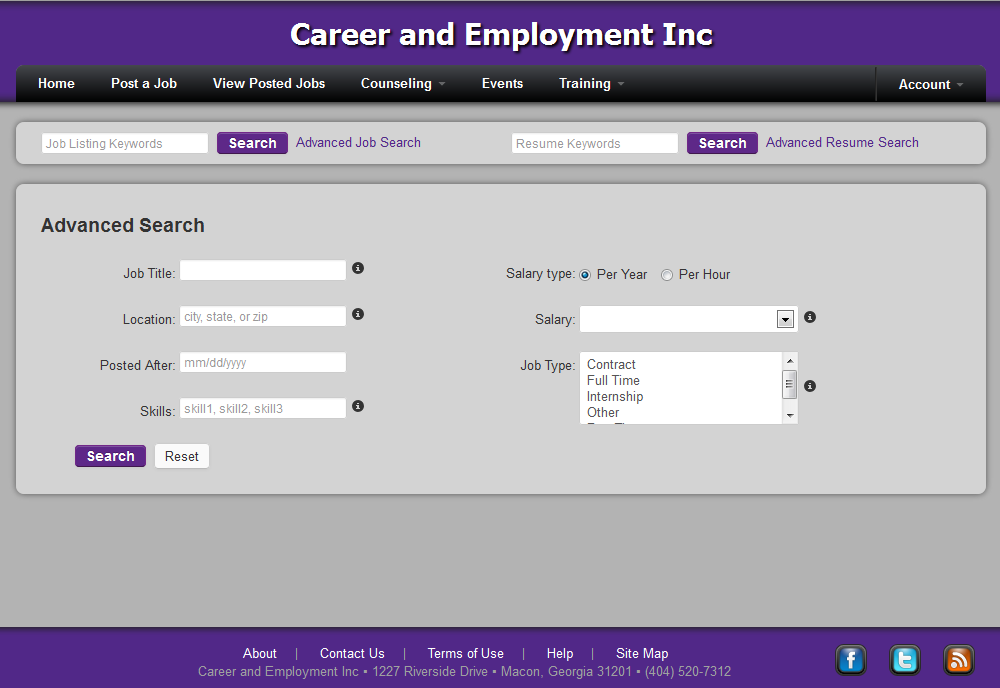 Career and Employment Inc
Home Post a Job View Posted Jobs Counseling Events Training Account
Job Listing Keywords Search Advanced Job Search Resume Keywords Search Advanced Resume Search
Advanced Search
Job Title: Salary type: Per Year Per Hour
Location: city, state, or zip Salary:
Posted After: mm/dd/yyyy Job Type: Contract
Full Time
Internship
Skills: skill1, skill2, skill3 Other
Search Reset
About | Contact Us | Terms of Use | Help | Site Map
Career and Employment Inc • 1227 Riverside Drive • Macon, Georgia 31201 • (404) 520-7312